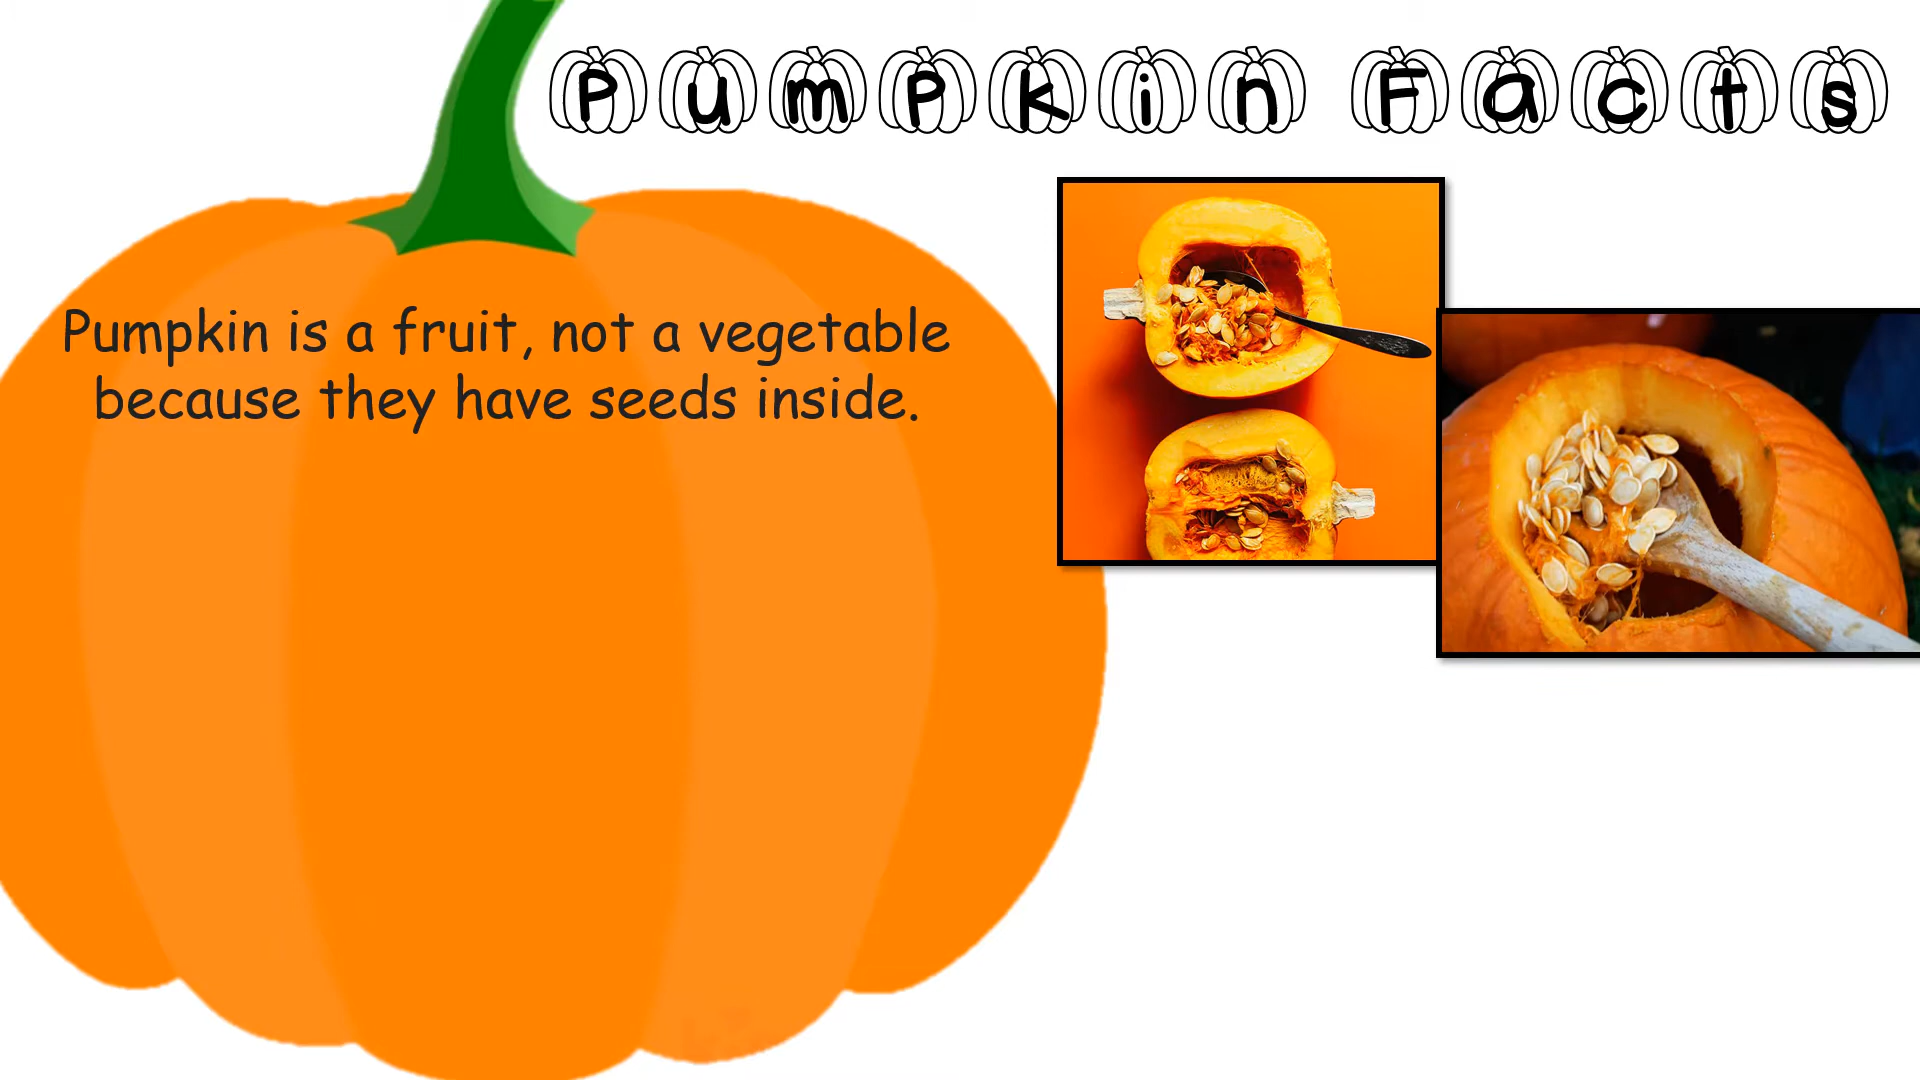 Pumpkin Facts
Pumpkin is a fruit, not a vegetable
because they have seeds inside.